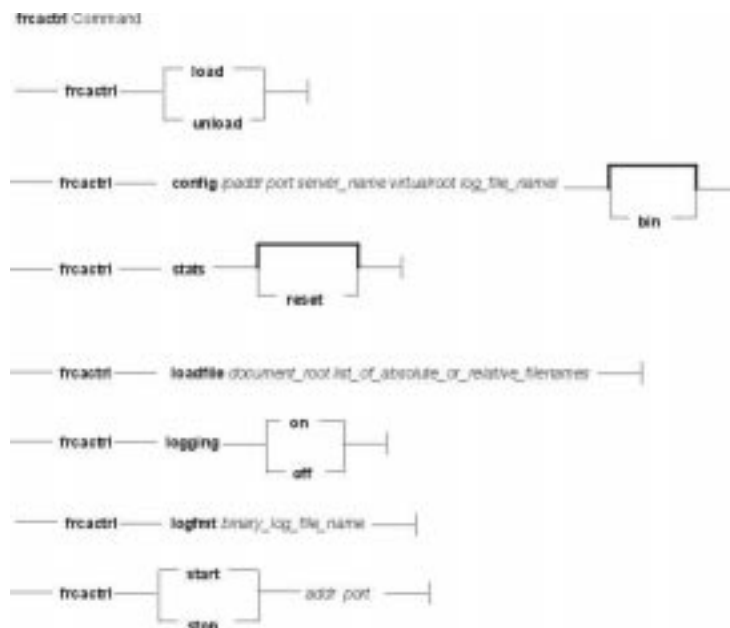 frcactrl Command
load
frcactrl
unload
frcactrl config ipaddr port server_name virtualroot log_file_name
bin
frcactrl stats
reset
frcactrl loadfile document_root list_of_absolute_or_relative_filenames
on
frcactrl logging
off
frcactrl logfmt binary_log_file_name
start
frcactrl addr port
stop